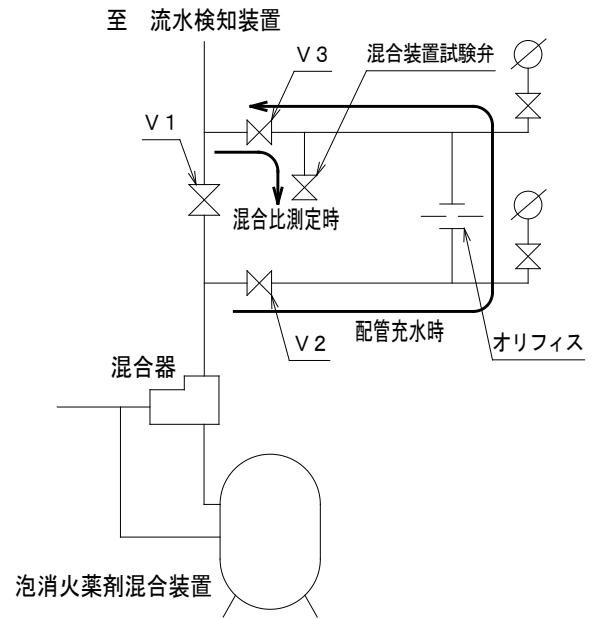 至　流水検知装置
Ｖ３
混合装置試験弁
Ｖ１
混合比測定時
配管充水時
オリフィス
Ｖ２
混合器
泡消火薬剤混合装置